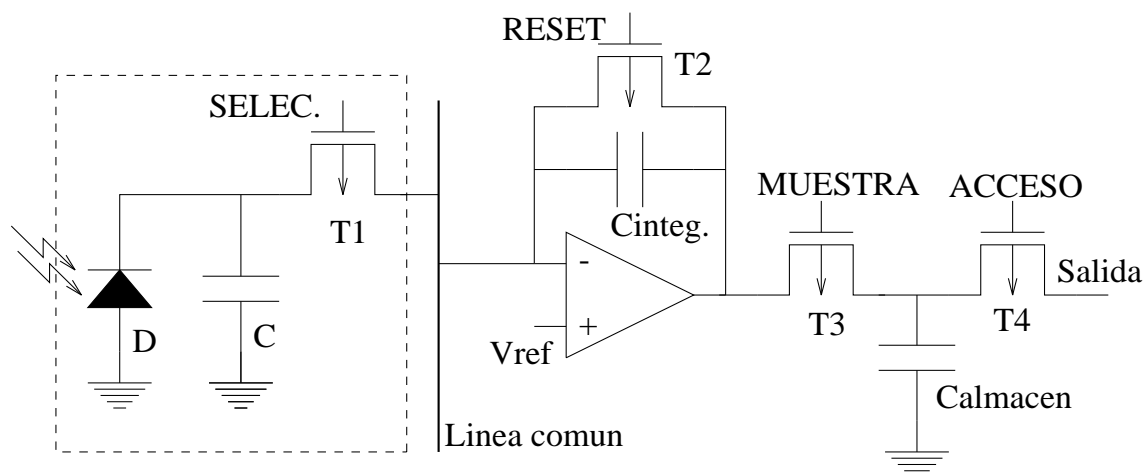 RESET
T2
SELEC.
T1
MUESTRA
ACCESO
Cinteg.
-
+
Vref
Salida
T3
T4
D
C
Calmacen
Linea comun